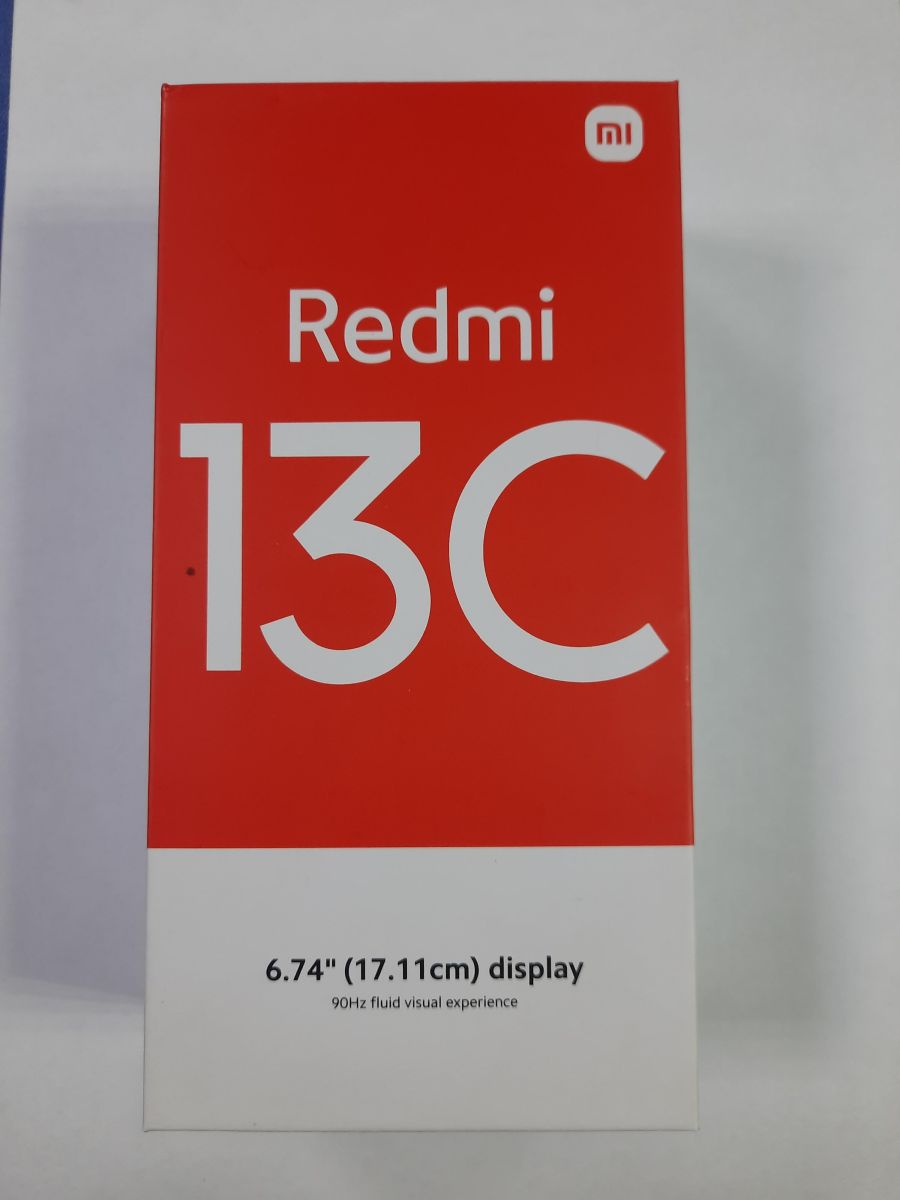 mi
Redmi
13C
6.74" (17.11cm) display
90Hz fluid visual experience